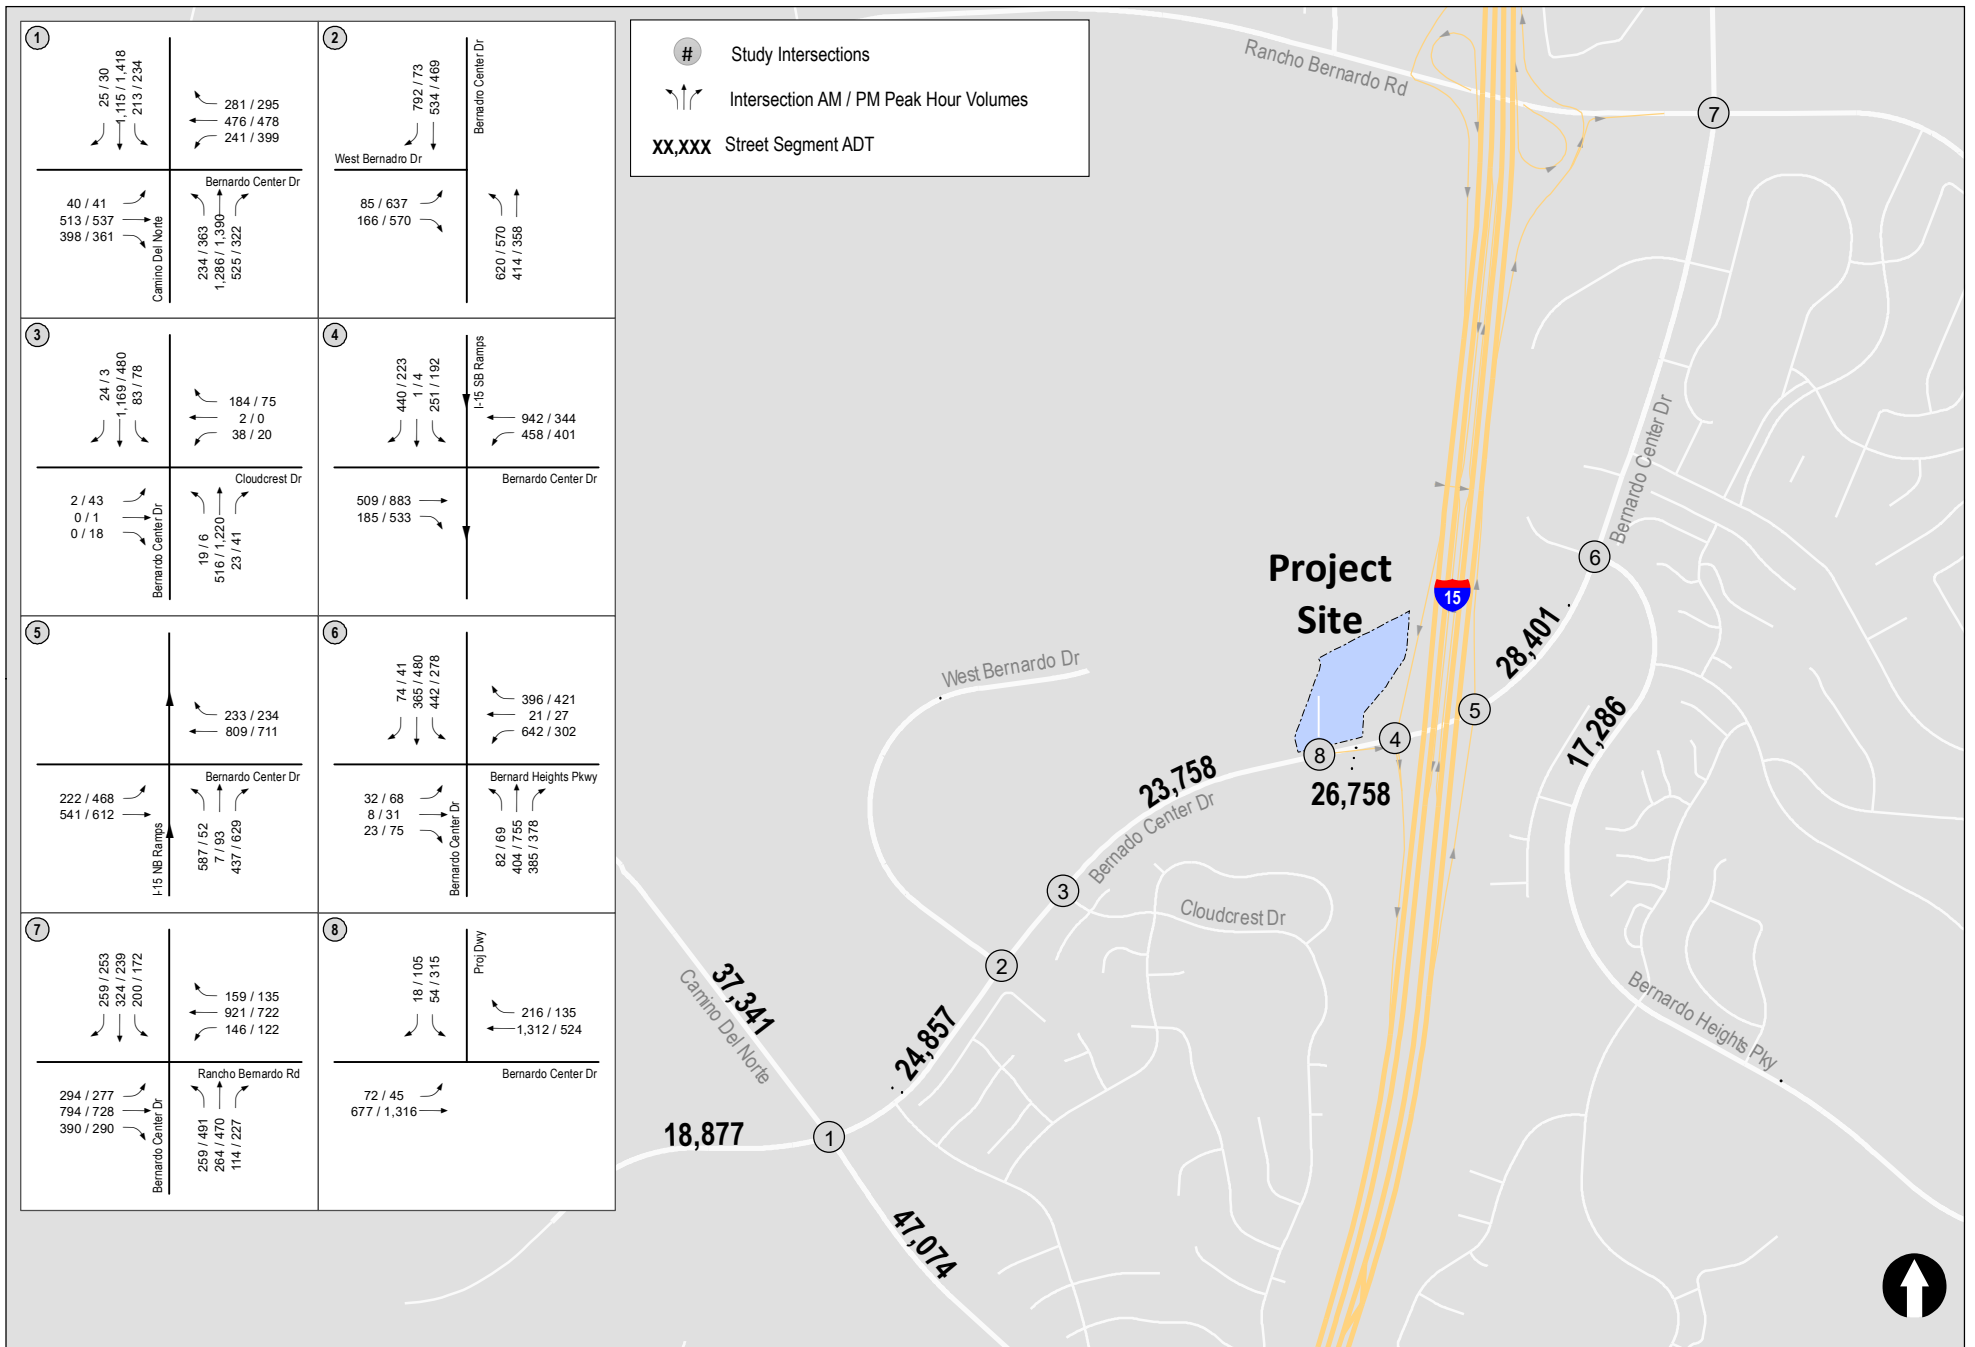 1
25 / 30
1,115 / 1,418
213 / 234
281 / 295
476 / 478
241 / 399
Bernardo Center Dr
40 / 41
513 / 537
398 / 361
Camino Del Norte
234 / 363
1,286 / 1,390
525 / 322
2
792 / 73
534 / 469
Bernadro Center Dr
West Bernadro Dr
85 / 637
166 / 570
620 / 570
414 / 358
3
24 / 3
1,169 / 480
83 / 78
184 / 75
2 / 0
38 / 20
Cloudcrest Dr
2 / 43
0 / 1
0 / 18
Bernardo Center Dr
19 / 6
516 / 1,220
23 / 41
4
440 / 223
1 / 4
251 / 192
I-15 SB Ramps
942 / 344
458 / 401
Bernardo Center Dr
509 / 883
185 / 533
5
233 / 234
809 / 711
Bernardo Center Dr
222 / 468
541 / 612
I-15 NB Ramps
587 / 52
7 / 93
437 / 629
6
74 / 41
365 / 480
442 / 278
396 / 421
21 / 27
642 / 302
Bernard Heights Pkwy
32 / 68
8 / 31
23 / 75
Bernardo Center Dr
82 / 69
404 / 755
385 / 378
7
259 / 253
324 / 239
200 / 172
159 / 135
921 / 722
146 / 122
Rancho Bernardo Rd
294 / 277
794 / 728
390 / 290
Bernardo Center Dr
259 / 491
264 / 470
114 / 227
8
18 / 105
54 / 315
Proj Dwy
216 / 135
1,312 / 524
Bernardo Center Dr
72 / 45
677 / 1,316
# Study Intersections
Intersection AM / PM Peak Hour Volumes
XX,XXX Street Segment ADT
Rancho Bernardo Rd
7
Bernardo Center Dr
6
Project
Site
15
28,401
West Bernardo Dr
5
4
8
17,286
23,758
26,758
Bernado Center Dr
3
Cloudcrest Dr
2
37,341
Camino Del Norte
24,857
Bernardo Heights Pky
18,877
1
47,074